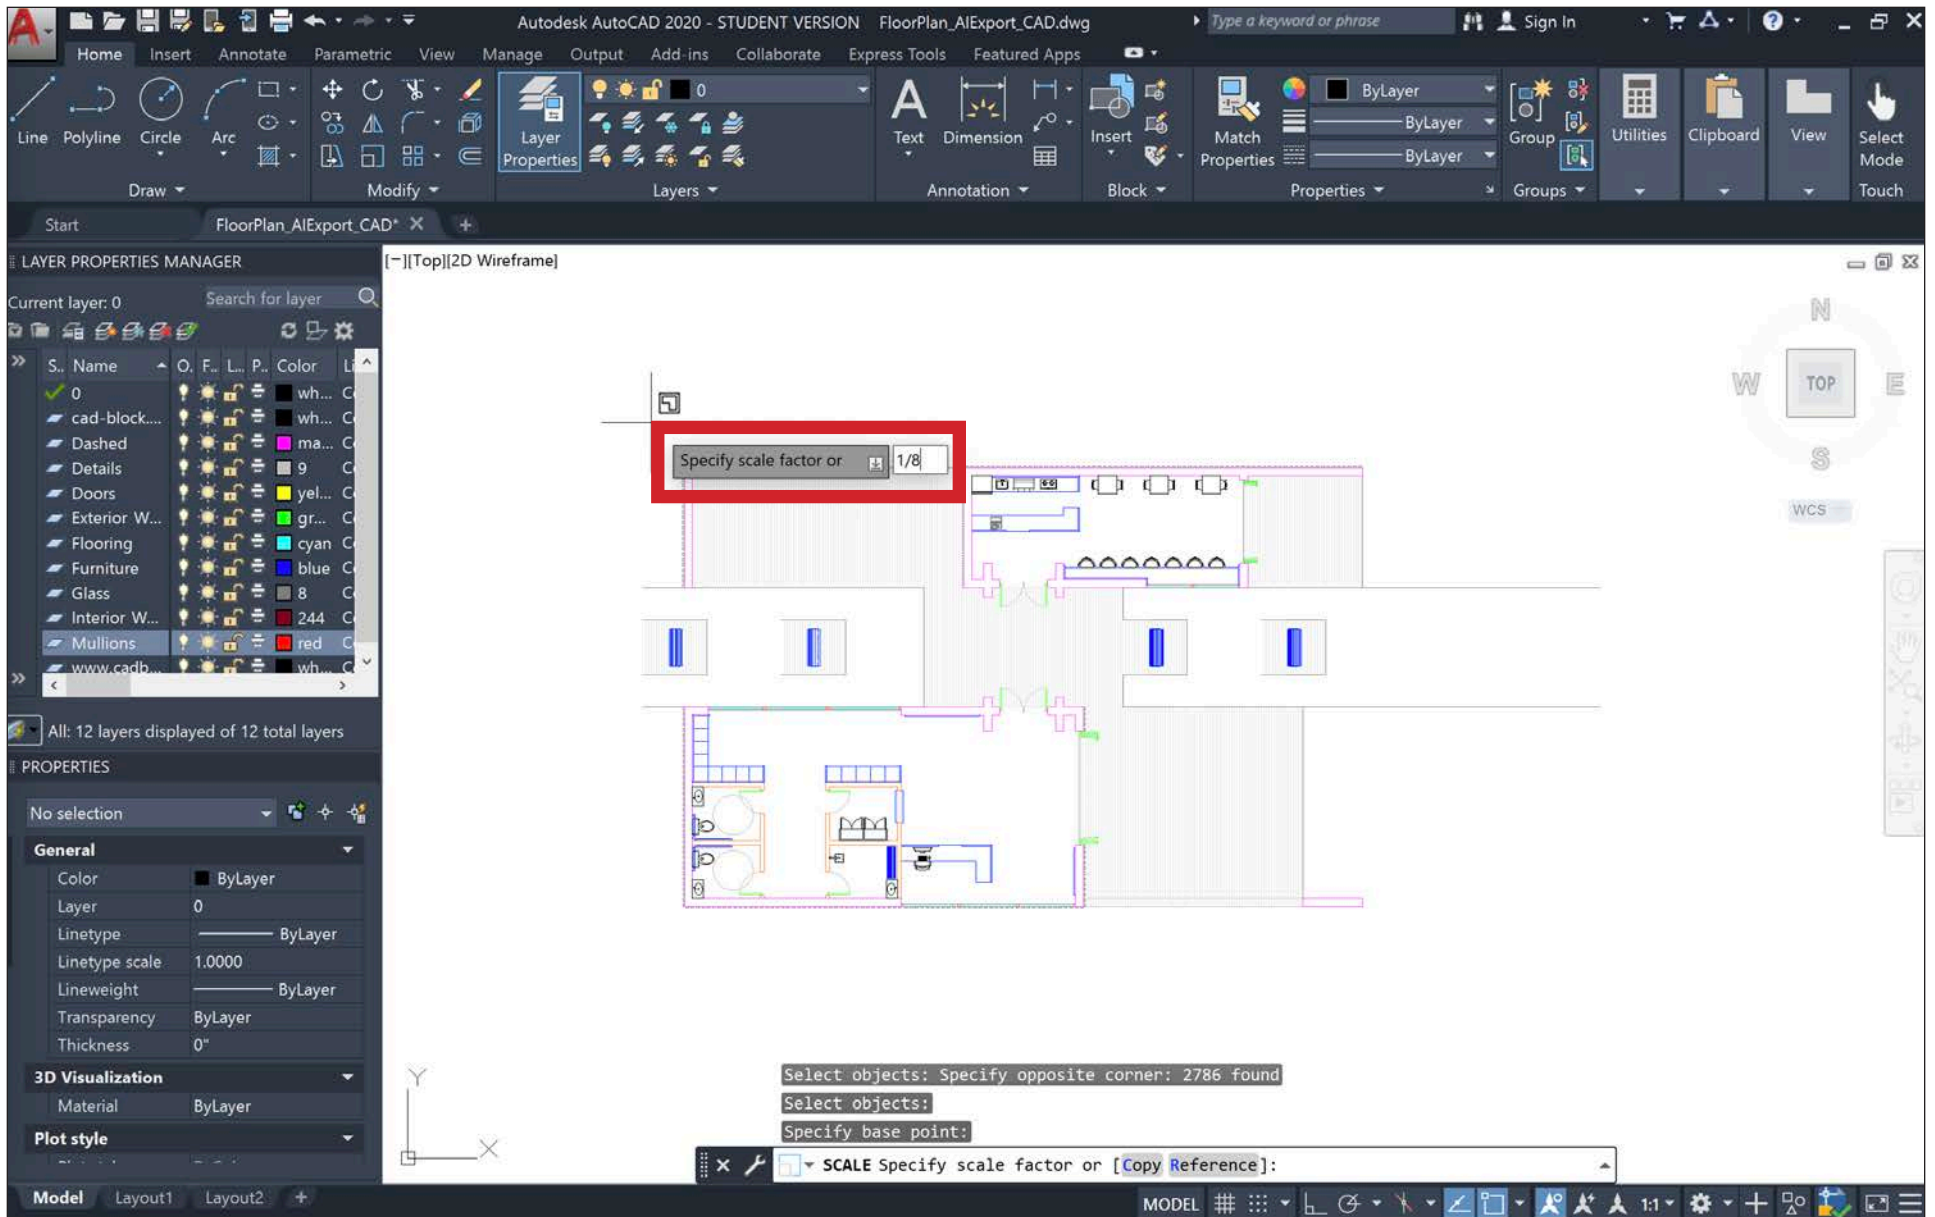 Autodesk AutoCAD 2020 - STUDENT VERSION FloorPlan_AIExport_CAD.dwg
Type a keyword or phrase
Sign In
Home Insert Annotate Parametric View Manage Output Add-ins Collaborate Express Tools Featured Apps
0
ByLayer
ByLayer
ByLayer
Line Polyline Circle Arc
Layer Properties
Text Dimension
Insert
Match Properties
Group
Utilities Clipboard View
Select Mode
Draw Modify Layers Annotation Block Properties Groups Touch
Start FloorPlan_AIExport_CAD* +
LAYER PROPERTIES MANAGER
[−][Top][2D Wireframe]
Current layer: 0 Search for layer
S.. Name O. F.. L... P.. Color Li
0 wh... C
cad-block.... wh... C
Dashed ma... C
Details 9 C
Doors yel... C
Exterior W... gr... C
Flooring cyan C
Furniture blue C
Glass 8 C
Interior W... 244 C
Mullions red C
www.cadb... wh... C
All: 12 layers displayed of 12 total layers
N
W TOP E
S
WCS
Specify scale factor or 1/8
PROPERTIES
No selection
General
Color ByLayer
Layer 0
Linetype ByLayer
Linetype scale 1.0000
Lineweight ByLayer
Transparency ByLayer
Thickness 0"
3D Visualization
Material ByLayer
Plot style
Y
X
Select objects: Specify opposite corner: 2786 found
Select objects:
Specify base point:
SCALE Specify scale factor or [Copy Reference]:
Model Layout1 Layout2 +
MODEL 1:1